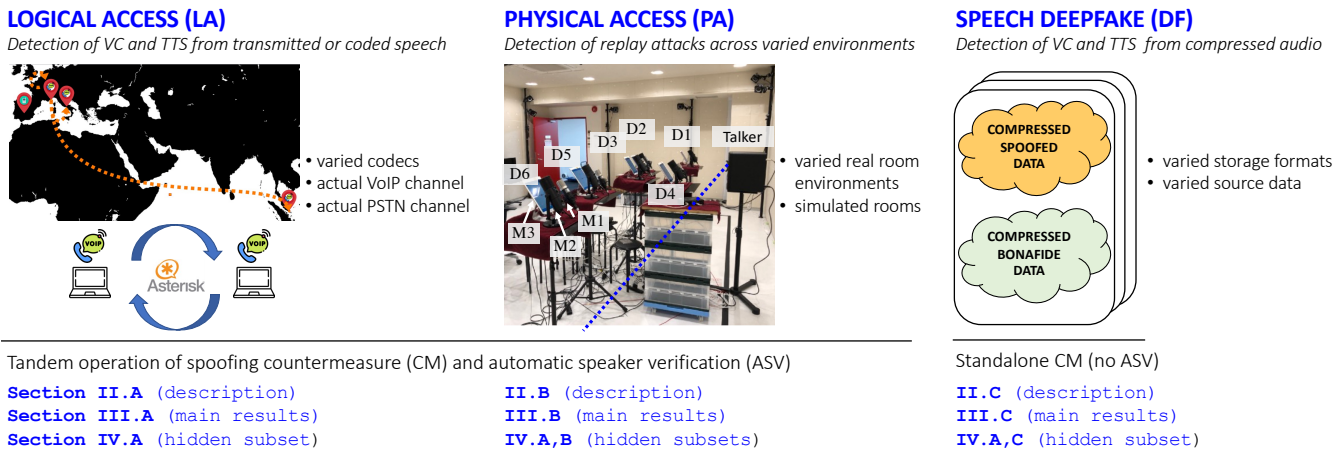 LOGICAL ACCESS (LA)
Detection of VC and TTS from transmitted or coded speech
• varied codecs
• actual VoIP channel
• actual PSTN channel
VOIP
VOIP
Asterisk
PHYSICAL ACCESS (PA)
Detection of replay attacks across varied environments
D2
D1
Talker
D3
D5
D6
D4
M1
M3
M2
• varied real room
environments
• simulated rooms
SPEECH DEEPFAKE (DF)
Detection of VC and TTS from compressed audio
COMPRESSED
SPOOFED
DATA
COMPRESSED
BONAFIDE
DATA
• varied storage formats
• varied source data
Tandem operation of spoofing countermeasure (CM) and automatic speaker verification (ASV)
Section II.A (description)
Section III.A (main results)
Section IV.A (hidden subset)
II.B (description)
III.B (main results)
IV.A,B (hidden subsets)
Standalone CM (no ASV)
II.C (description)
III.C (main results)
IV.A,C (hidden subset)